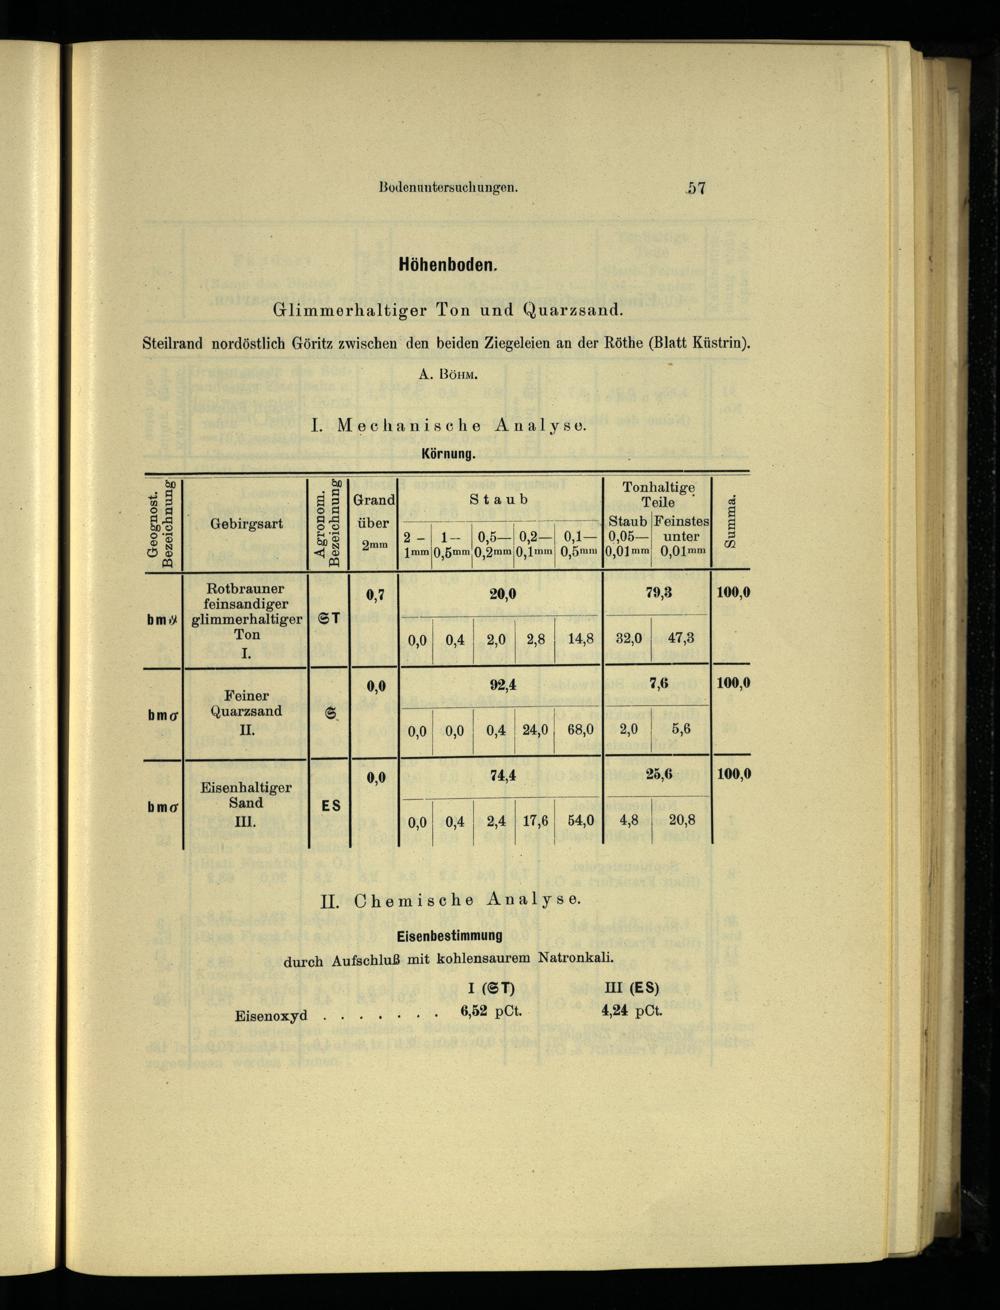 Bodenuntersuchungen. 57
Höhenboden.
Glimmerhaltiger Ton und Quarzsand.
Steilrand nordöstlich Göritz zwischen den beiden Ziegeleien an der Röthe (Blatt Küstrin).
A. BÖHM.
I. Mechanische Analyse.
Körnung.
Geognost. Bezeichnung
Gebirgsart
Agronom. Bezeichnung
Grand über 2mm
Staub
2 – 1mm
1– 0,5mm
0,5— 0,2mm
0,2— 0,1mm
0,1— 0,5mm
Tonhaltige Teile
Staub 0,05— 0,01mm
Feinstes unter 0,01mm
Summa.
Rotbrauner
feinsandiger
bmϑ glimmerhaltiger ST
Ton
I.
0,7 20,0 79,3 100,0
0,0 0,4 2,0 2,8 14,8 32,0 47,3
Feiner
bmσ Quarzsand S
II.
0,0 92,4 7,6 100,0
0,0 0,0 0,4 24,0 68,0 2,0 5,6
Eisenhaltiger
bmσ Sand ES
III.
0,0 74,4 25,6 100,0
0,0 0,4 2,4 17,6 54,0 4,8 20,8
II. Chemische Analyse.
Eisenbestimmung
durch Aufschluß mit kohlensaurem Natronkali.
I (ST) III (ES)
Eisenoxyd . . . . . . . 6,52 pCt. 4,24 pCt.